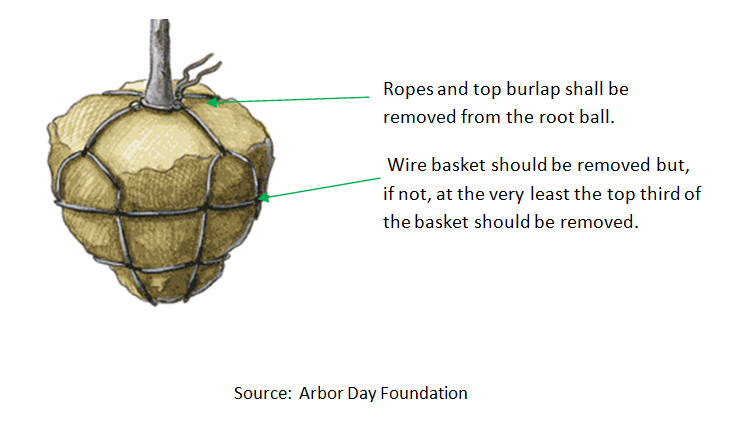 Ropes and top burlap shall be
removed from the root ball.
Wire basket should be removed but,
if not, at the very least the top third of
the basket should be removed.
Source:  Arbor Day Foundation